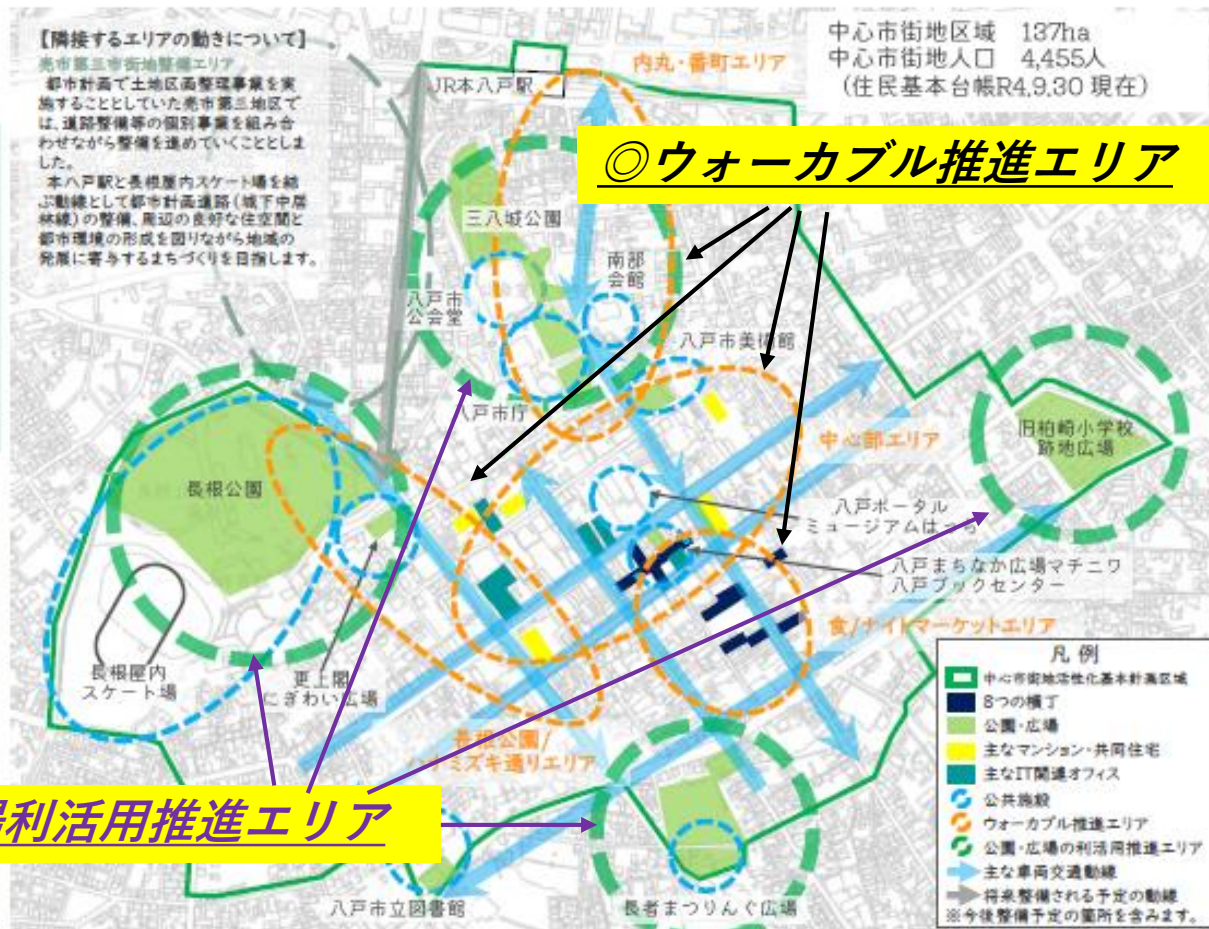 【隣接するエリアの動きについて】
売市第三市街地整備エリア
都市計画で土地区画整理事業を実
施することとしていた売市第三地区で
は、道路整備等の個別事業を組み合
わせながら整備を進めていくこととしま
した。
本八戸駅と長根屋内スケート場を結
ぶ動線として都市計画道路(城下中居
林線)の整備、周辺の良好な住空間と
都市環境の形成を図りながら地域の
発展に寄与するまちづくりを目指します。
中心市街地区域 137ha
中心市街地人口 4,455人
(住民基本台帳R4,9.30 現在)
内丸・番町エリア
JR本八戸駅
◎ウォーカブル推進エリア
三八城公園
南部
会館
八戸市
公会堂
八戸市美術館
八戸市庁
中心部エリア
旧柏崎小学校
跡地広場
長根公園
八戸ポータル
ミュージアムはっち
八戸まちなか広場マチニワ
八戸ブックセンター
食/ナイトマーケットエリア
長根屋内
スケート場
更上閣
にぎわい広場
長根公園/
ハナミズキ通りエリア
利活用推進エリア
八戸市立図書館
長者まつりんぐ広場
凡例
中心市街地活性化基本計画区域
8つの横丁
公園・広場
主なマンション・共同住宅
主なIT関連オフィス
公共施設
ウォーカブル推進エリア
公園・広場の利活用推進エリア
主な車両交通動線
将来整備される予定の動線
※今後整備予定の箇所を含みます。